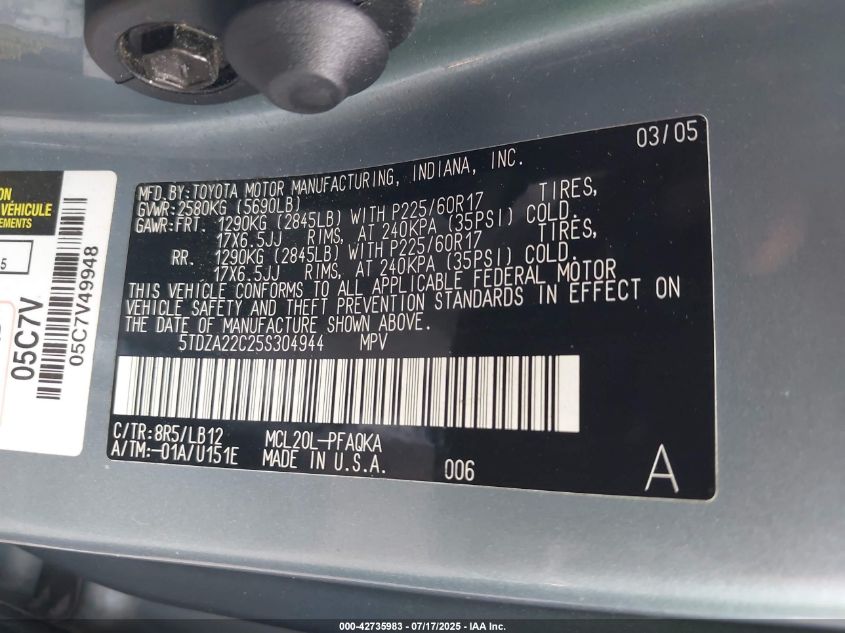 03/05
MFD.BY:TOYOTA MOTOR MANUFACTURING, INDIANA, INC.
GVWR:2580KG (5690LB)
GAWR:FRT. 1290KG (2845LB) WITH P225/60R17 TIRES,
17X6.5JJ RIMS, AT 240KPA (35PSI) COLD.
RR. 1290KG (2845LB) WITH P225/60R17 TIRES,
17X6.5JJ RIMS, AT 240KPA (35PSI) COLD.
THIS VEHICLE CONFORMS TO ALL APPLICABLE FEDERAL MOTOR
VEHICLE SAFETY AND THEFT PREVENTION STANDARDS IN EFFECT ON
THE DATE OF MANUFACTURE SHOWN ABOVE.
5TDZA22C25S304944 MPV
C/TR:8R5/LB12 MCL20L-PFAQKA
A/TM:-01A/U151E MADE IN U.S.A. 006 A
VÉHICULE
05C7V
05C7V49948
000-42735983 - 07/17/2025 - IAA Inc.